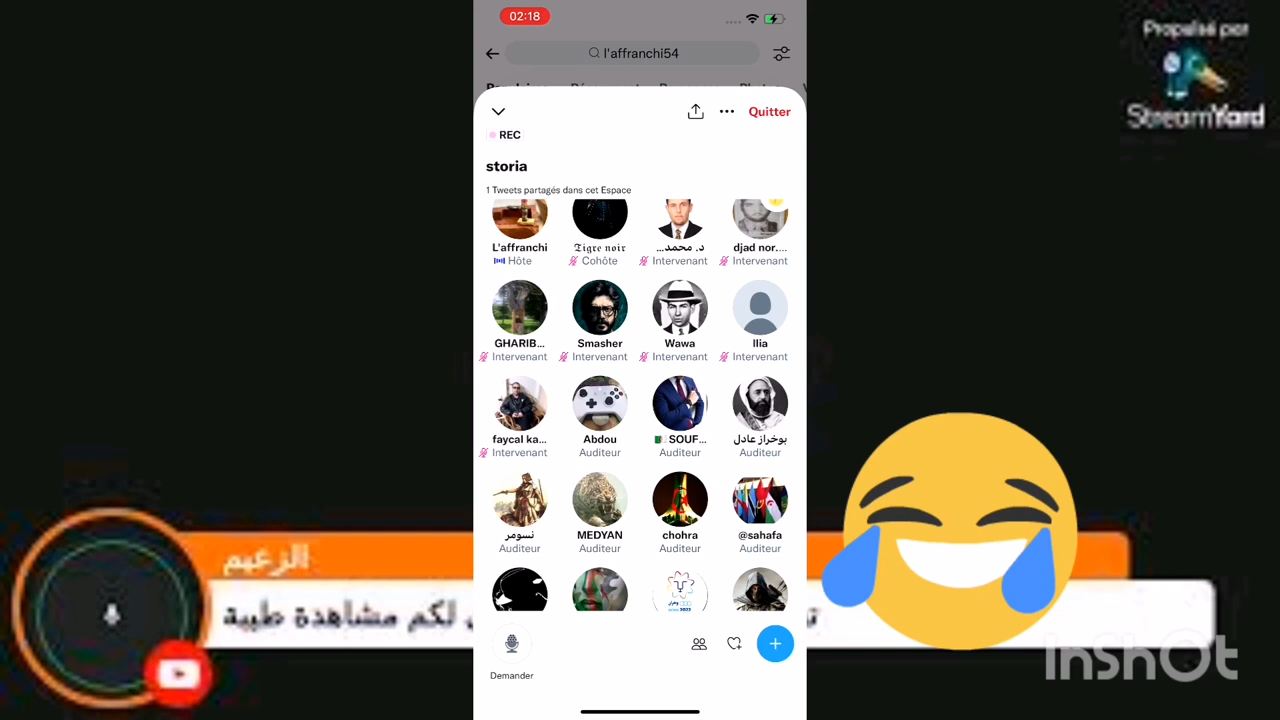 02:18
l'affranchi54
Quitter
REC
storia
1 Tweets partagés dans cet Espace
L'affranchi
Hôte
𝕿igre noir
Cohôte
د. محمد...
Intervenant
djad nor....
Intervenant
GHARIB...
Intervenant
Smasher
Intervenant
Wawa
Intervenant
Ilia
Intervenant
faycal ka...
Intervenant
Abdou
Auditeur
SOUF...
Auditeur
بوخراز عادل
Auditeur
نسومر
Auditeur
MEDYAN
Auditeur
chohra
Auditeur
@sahafa
Auditeur
Demander
Propulsé par
StreamYard
الزعيم
لكم مشاهدة طيبة
InShOt